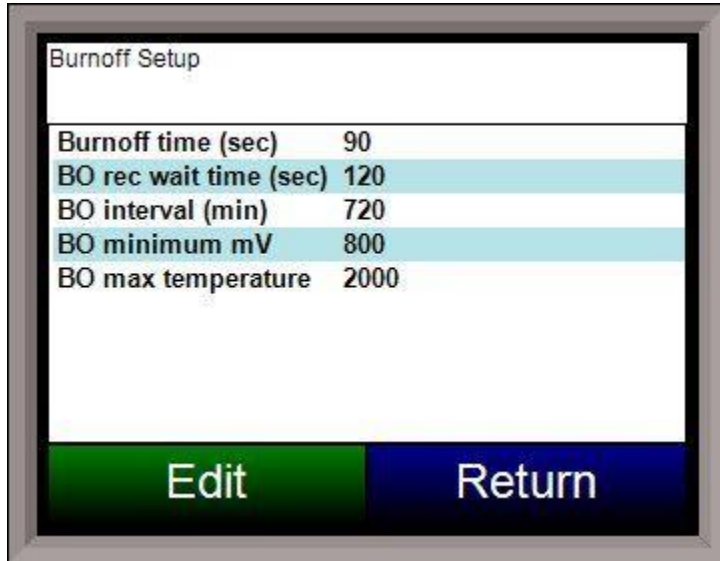 Burnoff Setup
Burnoff time (sec) 90
BO rec wait time (sec) 120
BO interval (min) 720
BO minimum mV 800
BO max temperature 2000
Edit Return